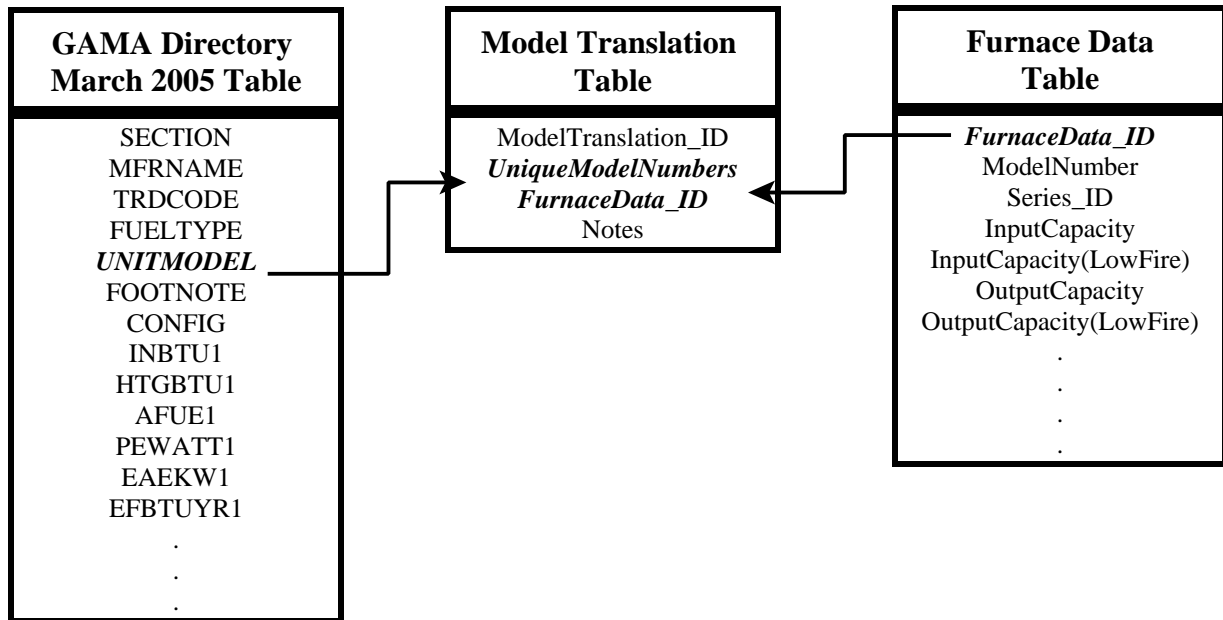 GAMA Directory
March 2005 Table
SECTION
MFRNAME
TRDCODE
FUELTYPE
UNITMODEL
FOOTNOTE
CONFIG
INBTU1
HTGBTU1
AFUE1
PEWATT1
EAEKW1
EFBTUYR1
.
.
.
Model Translation
Table
ModelTranslation_ID
UniqueModelNumbers
FurnaceData_ID
Notes
Furnace Data
Table
FurnaceData_ID
ModelNumber
Series_ID
InputCapacity
InputCapacity(LowFire)
OutputCapacity
OutputCapacity(LowFire)
.
.
.
.